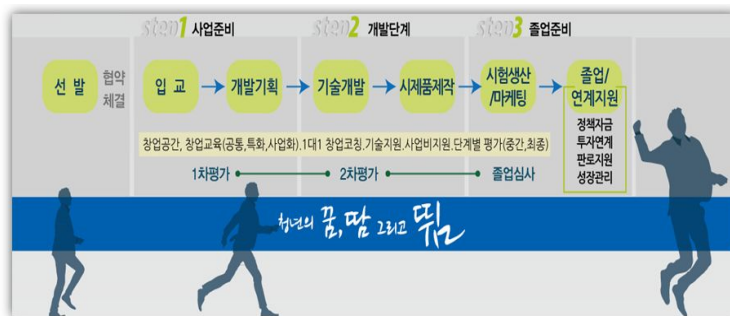 step1 사업준비
step2 개발단계
step3 졸업준비
선 발
협약
체결
입 교
개발기획
기술개발
시제품제작
시험생산
/마케팅
졸업/
연계지원
정책자금
투자연계
판로지원
성장관리
창업공간, 창업교육(공통,특화,사업화).1대1 창업코칭.기술지원.사업비지원.단계별 평가(중간,최종)
1차평가
2차평가
졸업심사
청년의 꿈,땀 그리고 뜀